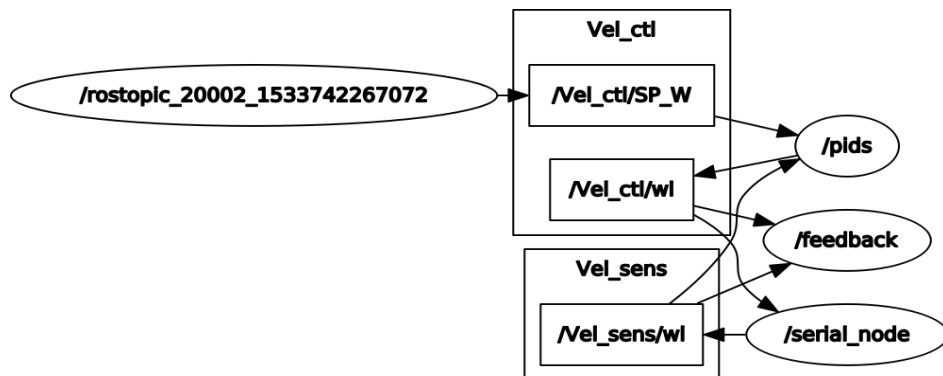 Vel_ctl
/rostopic_20002_1533742267072
/Vel_ctl/SP_W
/pids
/Vel_ctl/wl
/feedback
Vel_sens
/Vel_sens/wl
/serial_node